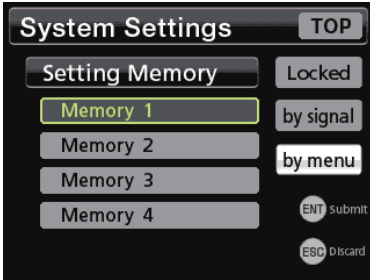 System Settings TOP
Setting Memory Locked
Memory 1 by signal
Memory 2
by menu
Memory 3
Memory 4 ENT Submit
ESC Discard